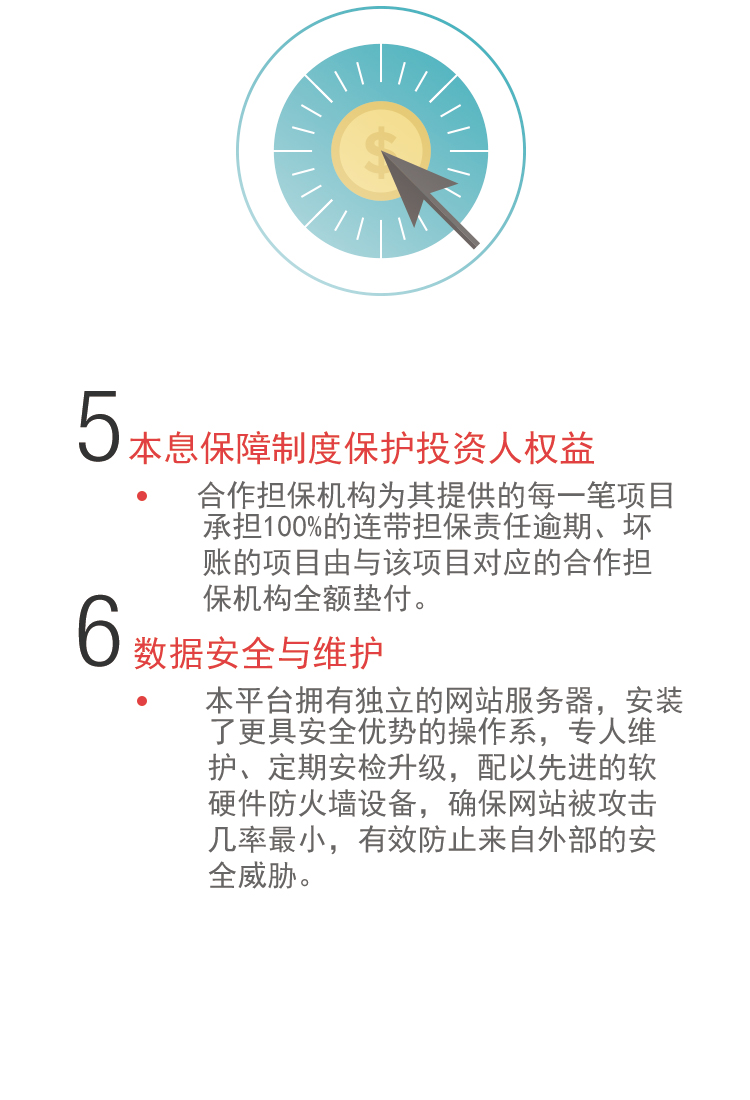 5 本息保障制度保护投资人权益
• 合作担保机构为其提供的每一笔项目
承担100%的连带担保责任逾期、坏
账的项目由与该项目对应的合作担
保机构全额垫付。
6 数据安全与维护
• 本平台拥有独立的网站服务器，安装
了更具安全优势的操作系，专人维
护、定期安检升级，配以先进的软
硬件防火墙设备，确保网站被攻击
几率最小，有效防止来自外部的安
全威胁。